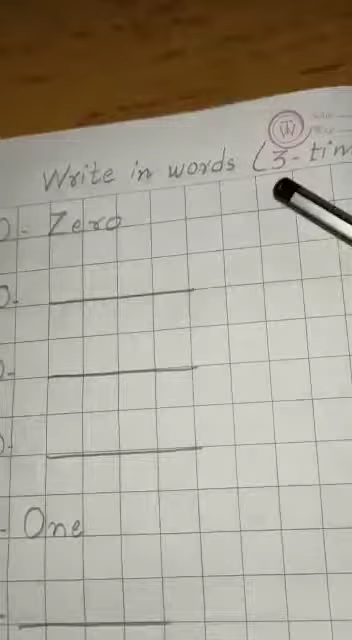 Write in words (3-tim
0- Zero
0-
0-
0-
- One
-